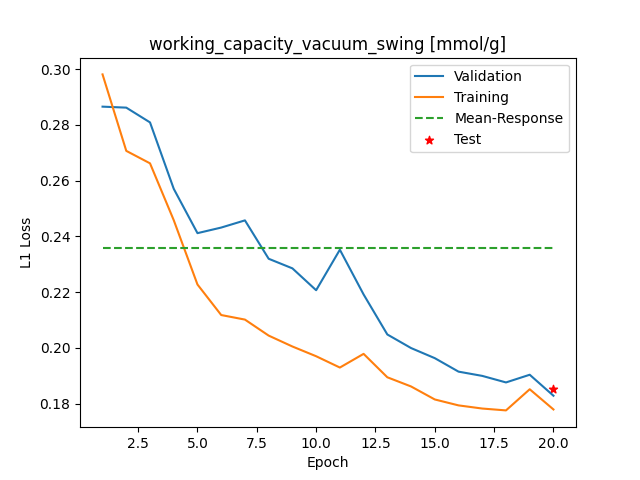 working_capacity_vacuum_swing [mmol/g]
0.30
0.28
0.26
0.24
0.22
0.20
0.18
L1 Loss
Validation
Training
Mean-Response
Test
2.5 5.0 7.5 10.0 12.5 15.0 17.5 20.0
Epoch